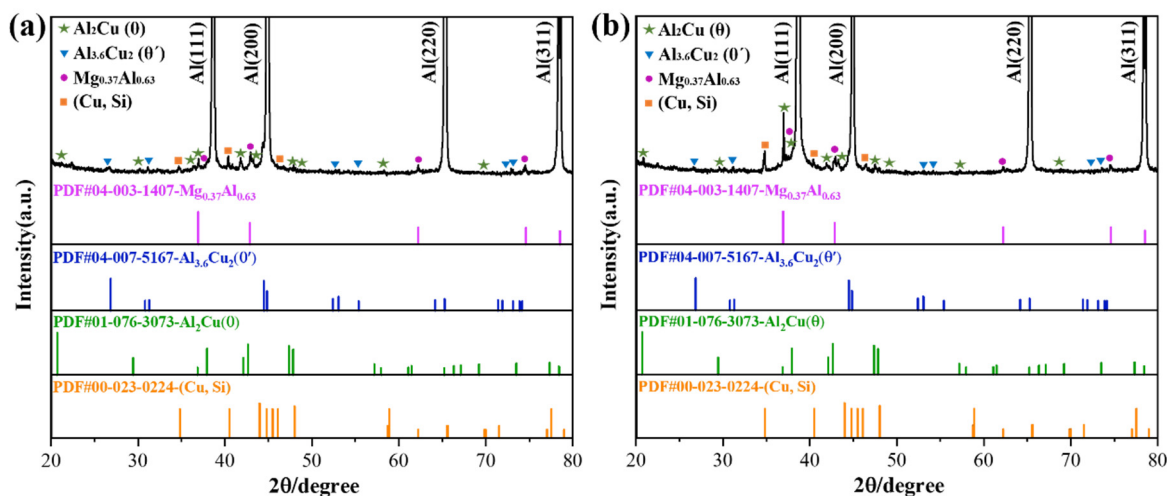 (a)
Al₂Cu (θ)
Al₃.₆Cu₂ (θ´)
Mg₀.₃₇Al₀.₆₃
(Cu, Si)
Al(111)
Al(200)
Al(220)
Al(311)
PDF#04-003-1407-Mg₀.₃₇Al₀.₆₃
PDF#04-007-5167-Al₃.₆Cu₂(θ')
PDF#01-076-3073-Al₂Cu(θ)
PDF#00-023-0224-(Cu, Si)
Intensity(a.u.)
20 30 40 50 60 70 80
2θ/degree
(b)
Al₂Cu (θ)
Al₃.₆Cu₂ (θ´)
Mg₀.₃₇Al₀.₆₃
(Cu, Si)
Al(111)
Al(200)
Al(220)
Al(311)
PDF#04-003-1407-Mg₀.₃₇Al₀.₆₃
PDF#04-007-5167-Al₃.₆Cu₂(θ')
PDF#01-076-3073-Al₂Cu(θ)
PDF#00-023-0224-(Cu, Si)
Intensity(a.u.)
20 30 40 50 60 70 80
2θ/degree